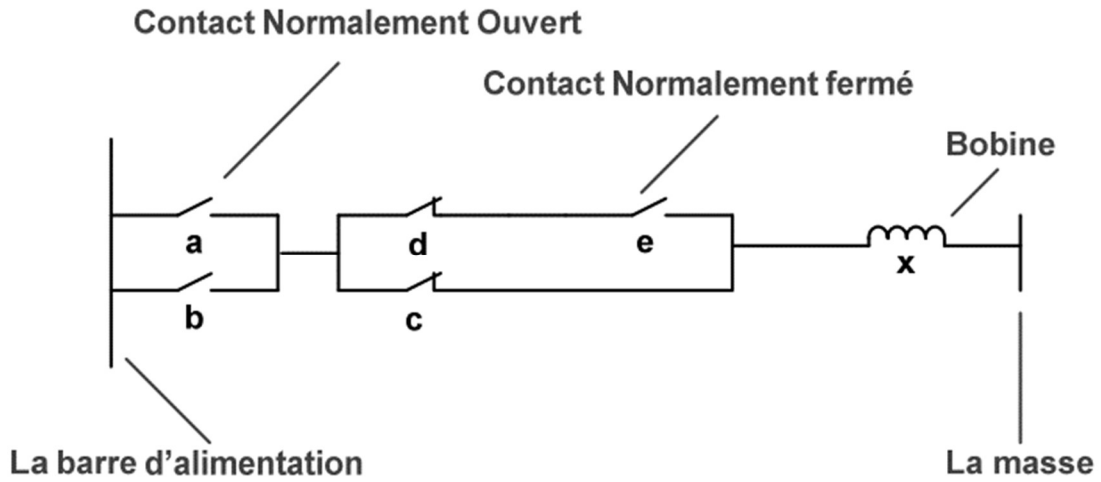 Contact Normalement Ouvert
Contact Normalement fermé
Bobine
a
d
e
x
b
c
La barre d’alimentation
La masse